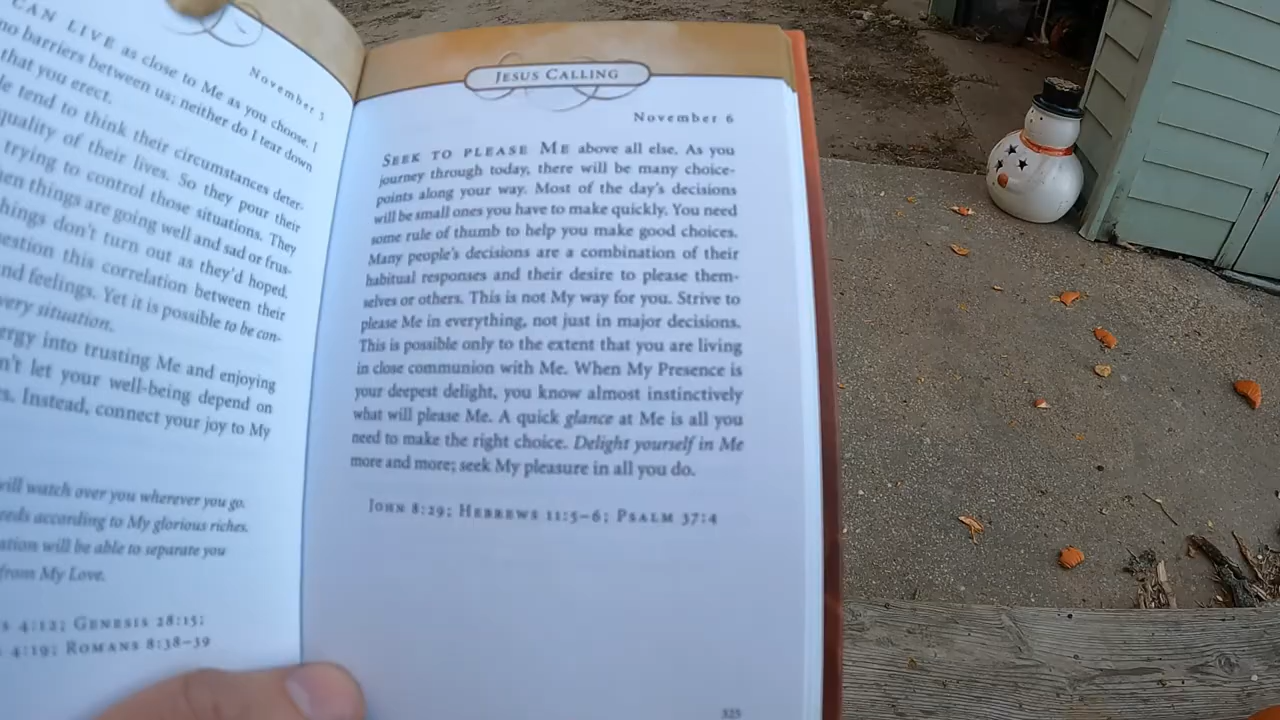 CAN LIVE as close to Me as you choose. I
no barriers between us; neither do I tear down
that you erect.
tend to think their circumstances deter-
quality of their lives. So they pour their
trying to control those situations. They
when things are going well and sad or frus-
things don't turn out as they'd hoped.
question this correlation between their
and feelings. Yet it is possible to be con-
every situation.
energy into trusting Me and enjoying
let your well-being depend on
Instead, connect your joy to My
will watch over you wherever you go.
needs according to My glorious riches.
will be able to separate you
from My Love.
4:12; GENESIS 28:15;
4:19; ROMANS 8:38–39
JESUS CALLING
November 6
SEEK TO PLEASE ME above all else. As you
journey through today, there will be many choice-
points along your way. Most of the day's decisions
will be small ones you have to make quickly. You need
some rule of thumb to help you make good choices.
Many people's decisions are a combination of their
habitual responses and their desire to please them-
selves or others. This is not My way for you. Strive to
please Me in everything, not just in major decisions.
This is possible only to the extent that you are living
in close communion with Me. When My Presence is
your deepest delight, you know almost instinctively
what will please Me. A quick glance at Me is all you
need to make the right choice. Delight yourself in Me
more and more; seek My pleasure in all you do.
JOHN 8:29; HEBREWS 11:5–6; PSALM 37:4
325